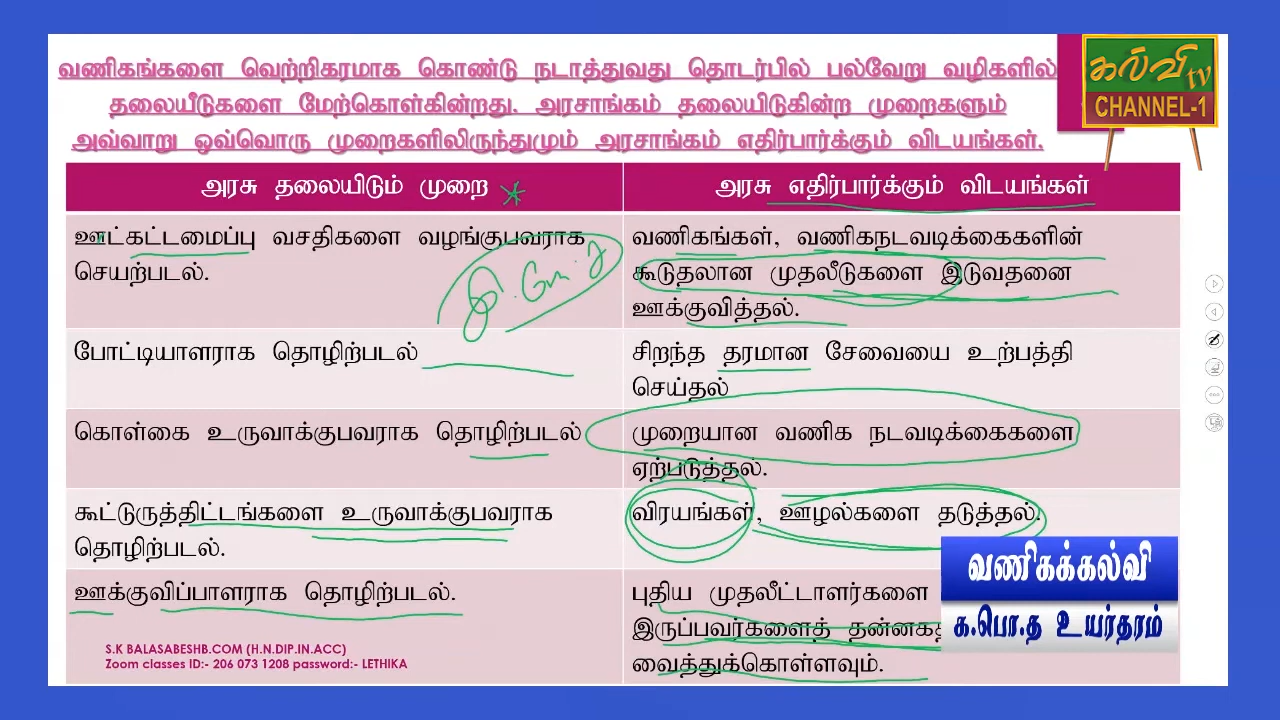 வணிகங்களை வெற்றிகரமாக கொண்டு நடாத்துவது தொடர்பில் பல்வேறு வழிகளில்
தலையீடுகளை மேற்கொள்கின்றது. அரசாங்கம் தலையிடுகின்ற முறைகளும்
அவ்வாறு ஒவ்வொரு முறைகளிலிருந்துமும் அரசாங்கம் எதிர்பார்க்கும் விடயங்கள்.
கல்வி tv
CHANNEL-1
அரசு தலையிடும் முறை
அரசு எதிர்பார்க்கும் விடயங்கள்
ஊட்கட்டமைப்பு வசதிகளை வழங்குபவராக
செயற்படல்.
வணிகங்கள், வணிகநடவடிக்கைகளின்
கூடுதலான முதலீடுகளை இடுவதனை
ஊக்குவித்தல்.
போட்டியாளராக தொழிற்படல்
சிறந்த தரமான சேவையை உற்பத்தி
செய்தல்
கொள்கை உருவாக்குபவராக தொழிற்படல்
முறையான வணிக நடவடிக்கைகளை
ஏற்படுத்தல்.
கூட்டுருத்திட்டங்களை உருவாக்குபவராக
தொழிற்படல்.
விரயங்கள், ஊழல்களை தடுத்தல்.
ஊக்குவிப்பாளராக தொழிற்படல்.
புதிய முதலீட்டாளர்களை
இருப்பவர்களைத்
வைத்துக்கொள்ளவும்.
வணிகக்கல்வி
க.பொ.த உயர்தரம்
S.K BALASABESHB.COM (H.N.DIP.IN.ACC)
Zoom classes ID:- 206 073 1208 password:- LETHIKA